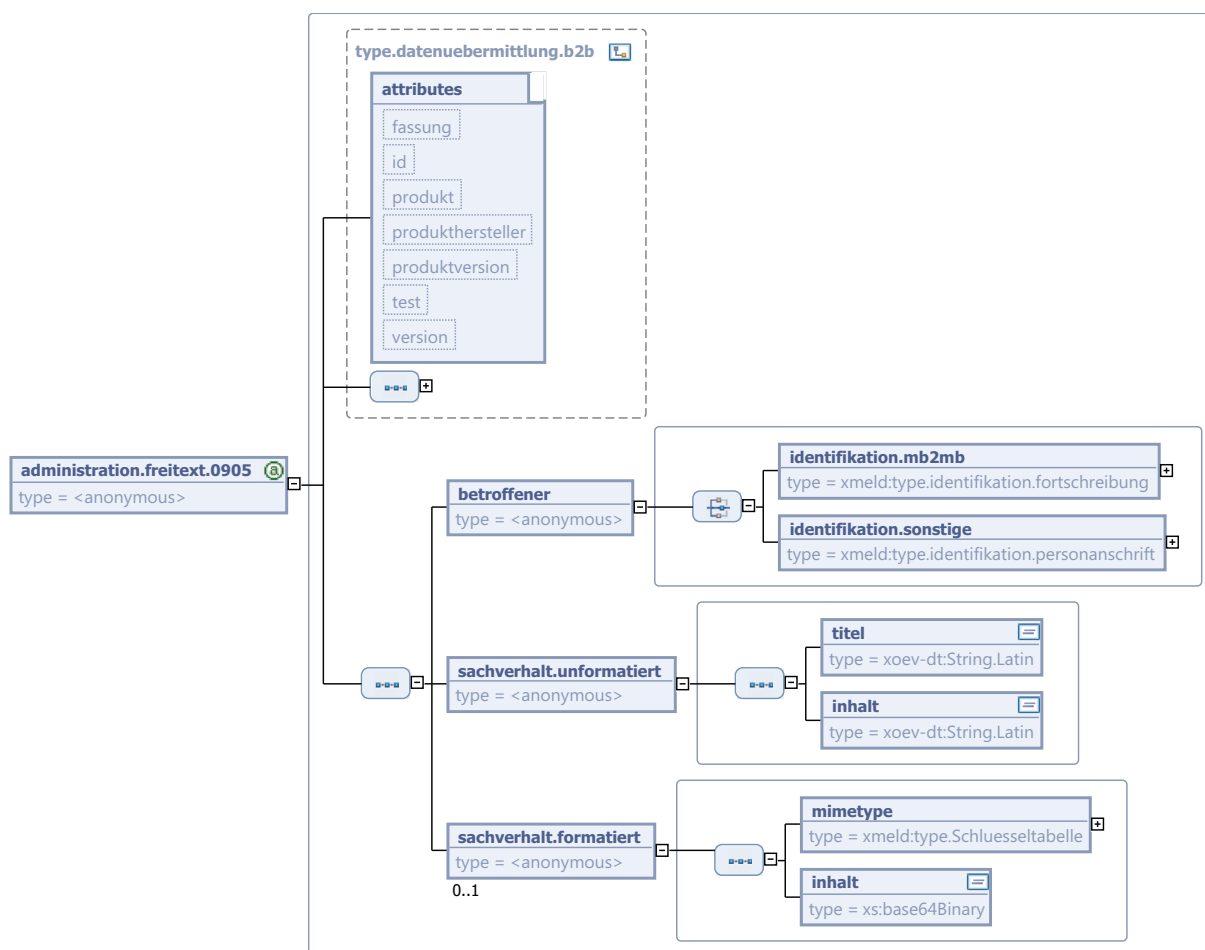 type.datenuebermittlung.b2b
attributes
fassung
id
produkt
produkthersteller
produktversion
test
version
administration.freitext.0905
type = <anonymous>
betroffener
type = <anonymous>
identifikation.mb2mb
type = xmeld:type.identifikation.fortschreibung
identifikation.sonstige
type = xmeld:type.identifikation.personanschrift
sachverhalt.unformatiert
type = <anonymous>
titel
type = xoev-dt:String.Latin
inhalt
type = xoev-dt:String.Latin
sachverhalt.formatiert
type = <anonymous>
0..1
mimetype
type = xmeld:type.Schluesseltabelle
inhalt
type = xs:base64Binary